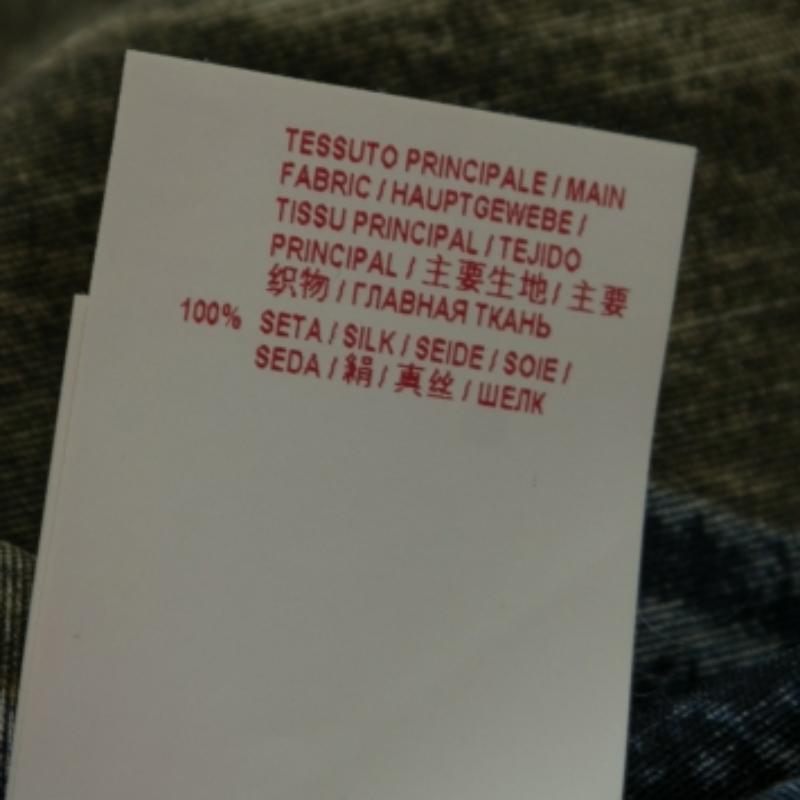 TESSUTO PRINCIPALE / MAIN
FABRIC / HAUPTGEWEBE /
TISSU PRINCIPAL / TEJIDO
PRINCIPAL / 主要生地 / 主要
织物 / ГЛАВНАЯ ТКАНЬ
100% SETA / SILK / SEIDE / SOIE /
SEDA / 絹 / 真丝 / ШЕЛК